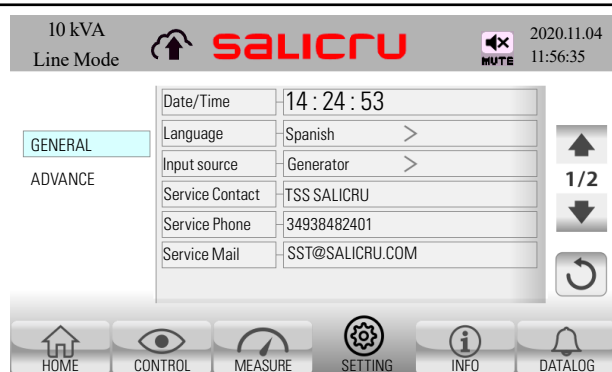 10 kVA
Line Mode
salicru
MUTE
2020.11.04
11:56:35
GENERAL
ADVANCE
Date/Time 14 : 24 : 53
Language Spanish >
Input source Generator >
Service Contact TSS SALICRU
Service Phone 34938482401
Service Mail SST@SALICRU.COM
1/2
HOME CONTROL MEASURE SETTING INFO DATALOG